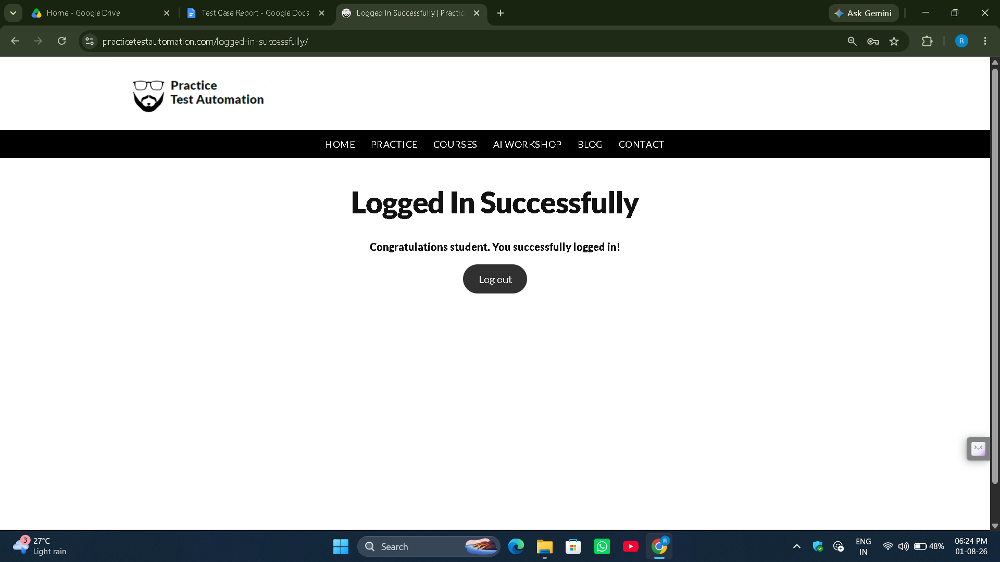 Home - Google Drive
Test Case Report - Google Docs
Logged In Successfully | Practic
Ask Gemini
practicetestautomation.com/logged-in-successfully/
R
Practice
Test Automation
HOME PRACTICE COURSES AI WORKSHOP BLOG CONTACT
Logged In Successfully
Congratulations student. You successfully logged in!
Log out
3
27°C
Light rain
Search
R
ENG
IN
48%
06:24 PM
01-08-26